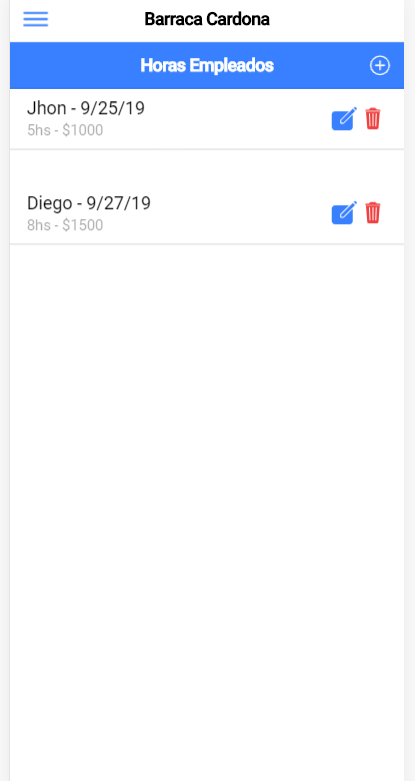 Barraca Cardona
Horas Empleados
Jhon - 9/25/19
5hs - $1000
Diego - 9/27/19
8hs - $1500